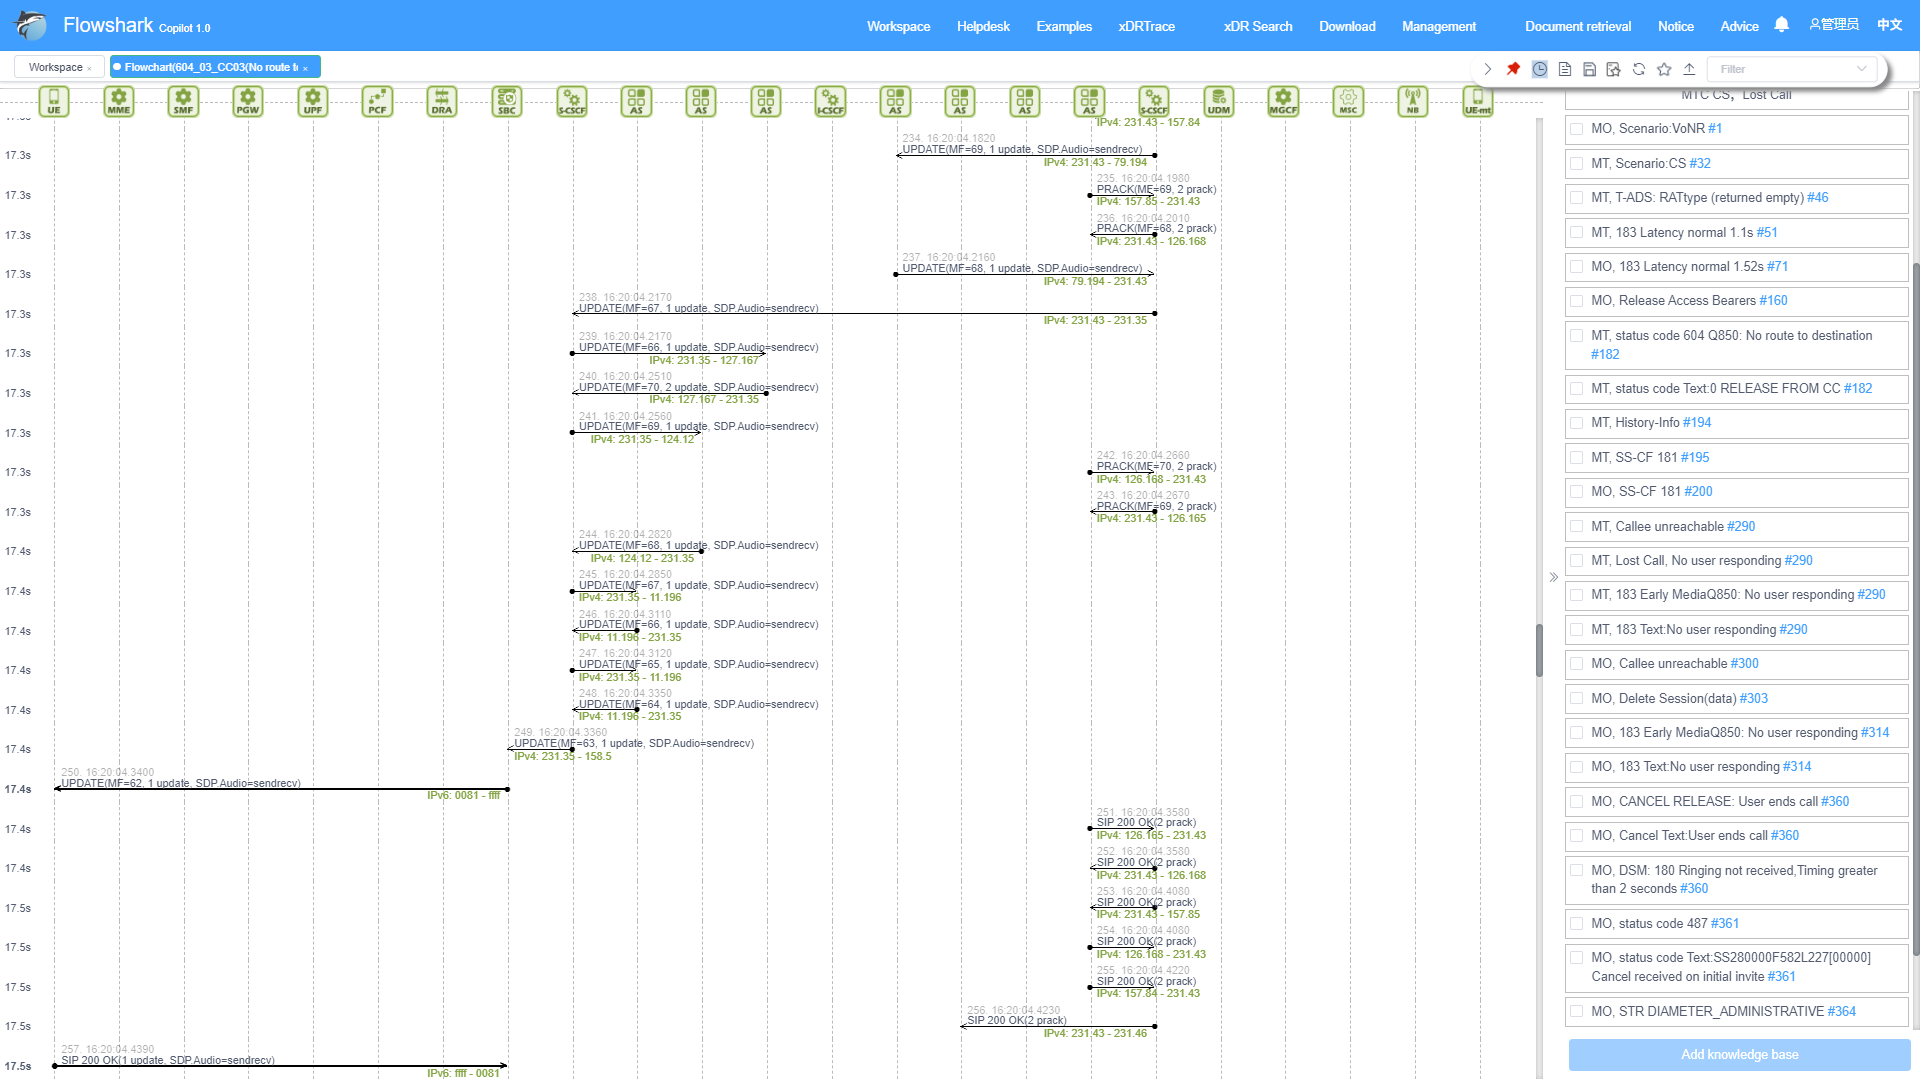 Flowshark Copilot 1.0
Workspace Helpdesk Examples xDRTrace xDR Search Download Management Document retrieval Notice Advice 管理员 中文
Workspace × Flowchart(604_03_CC03(No route t ×
Filter
UE MME SMF PGW UPF PCF DRA SBC S-CSCF AS AS AS I-CSCF AS AS AS AS S-CSCF UDM MGCF MSC NB UE-mt
IPv4: 231.43 - 157.84
234. 16:20:04.1820
17.3s UPDATE(MF=69, 1 update, SDP.Audio=sendrecv)
IPv4: 231.43 - 79.194
235. 16:20:04.1980
17.3s PRACK(MF=69, 2 prack)
IPv4: 157.85 - 231.43
236. 16:20:04.2010
17.3s PRACK(MF=68, 2 prack)
IPv4: 231.43 - 126.168
237. 16:20:04.2160
17.3s UPDATE(MF=68, 1 update, SDP.Audio=sendrecv)
IPv4: 79.194 - 231.43
238. 16:20:04.2170
17.3s UPDATE(MF=67, 1 update, SDP.Audio=sendrecv)
IPv4: 231.43 - 231.35
239. 16:20:04.2170
17.3s UPDATE(MF=66, 1 update, SDP.Audio=sendrecv)
IPv4: 231.35 - 127.167
240. 16:20:04.2510
17.3s UPDATE(MF=70, 2 update, SDP.Audio=sendrecv)
IPv4: 127.167 - 231.35
241. 16:20:04.2560
17.3s UPDATE(MF=69, 1 update, SDP.Audio=sendrecv)
IPv4: 231.35 - 124.12
242. 16:20:04.2660
17.3s PRACK(MF=70, 2 prack)
IPv4: 126.168 - 231.43
243. 16:20:04.2670
17.3s PRACK(MF=69, 2 prack)
IPv4: 231.43 - 126.165
244. 16:20:04.2820
17.4s UPDATE(MF=68, 1 update, SDP.Audio=sendrecv)
IPv4: 124.12 - 231.35
245. 16:20:04.2850
17.4s UPDATE(MF=67, 1 update, SDP.Audio=sendrecv)
IPv4: 231.35 - 11.196
246. 16:20:04.3110
17.4s UPDATE(MF=66, 1 update, SDP.Audio=sendrecv)
IPv4: 11.196 - 231.35
247. 16:20:04.3120
17.4s UPDATE(MF=65, 1 update, SDP.Audio=sendrecv)
IPv4: 231.35 - 11.196
248. 16:20:04.3350
17.4s UPDATE(MF=64, 1 update, SDP.Audio=sendrecv)
IPv4: 11.196 - 231.35
249. 16:20:04.3360
17.4s UPDATE(MF=63, 1 update, SDP.Audio=sendrecv)
IPv4: 231.35 - 158.5
250. 16:20:04.3400
17.4s UPDATE(MF=62, 1 update, SDP.Audio=sendrecv)
IPv6: 0081 - ffff
251. 16:20:04.3580
17.4s SIP 200 OK(2 prack)
IPv4: 126.165 - 231.43
252. 16:20:04.3580
17.4s SIP 200 OK(2 prack)
IPv4: 231.43 - 126.168
253. 16:20:04.4080
17.5s SIP 200 OK(2 prack)
IPv4: 231.43 - 157.85
254. 16:20:04.4080
17.5s SIP 200 OK(2 prack)
IPv4: 126.168 - 231.43
255. 16:20:04.4220
17.5s SIP 200 OK(2 prack)
IPv4: 157.84 - 231.43
256. 16:20:04.4230
17.5s SIP 200 OK(2 prack)
IPv4: 231.43 - 231.46
257. 16:20:04.4390
17.5s SIP 200 OK(1 update, SDP.Audio=sendrecv)
IPv6: ffff - 0081
MTC CS, Lost Call
MO, Scenario:VoNR #1
MT, Scenario:CS #32
MT, T-ADS: RATtype (returned empty) #46
MT, 183 Latency normal 1.1s #51
MO, 183 Latency normal 1.52s #71
MO, Release Access Bearers #160
MT, status code 604 Q850: No route to destination
#182
MT, status code Text:0 RELEASE FROM CC #182
MT, History-Info #194
MT, SS-CF 181 #195
MO, SS-CF 181 #200
MT, Callee unreachable #290
MT, Lost Call, No user responding #290
MT, 183 Early MediaQ850: No user responding #290
MT, 183 Text:No user responding #290
MO, Callee unreachable #300
MO, Delete Session(data) #303
MO, 183 Early MediaQ850: No user responding #314
MO, 183 Text:No user responding #314
MO, CANCEL RELEASE: User ends call #360
MO, Cancel Text:User ends call #360
MO, DSM: 180 Ringing not received,Timing greater
than 2 seconds #360
MO, status code 487 #361
MO, status code Text:SS280000F582L227[00000]
Cancel received on initial invite #361
MO, STR DIAMETER_ADMINISTRATIVE #364
Add knowledge base